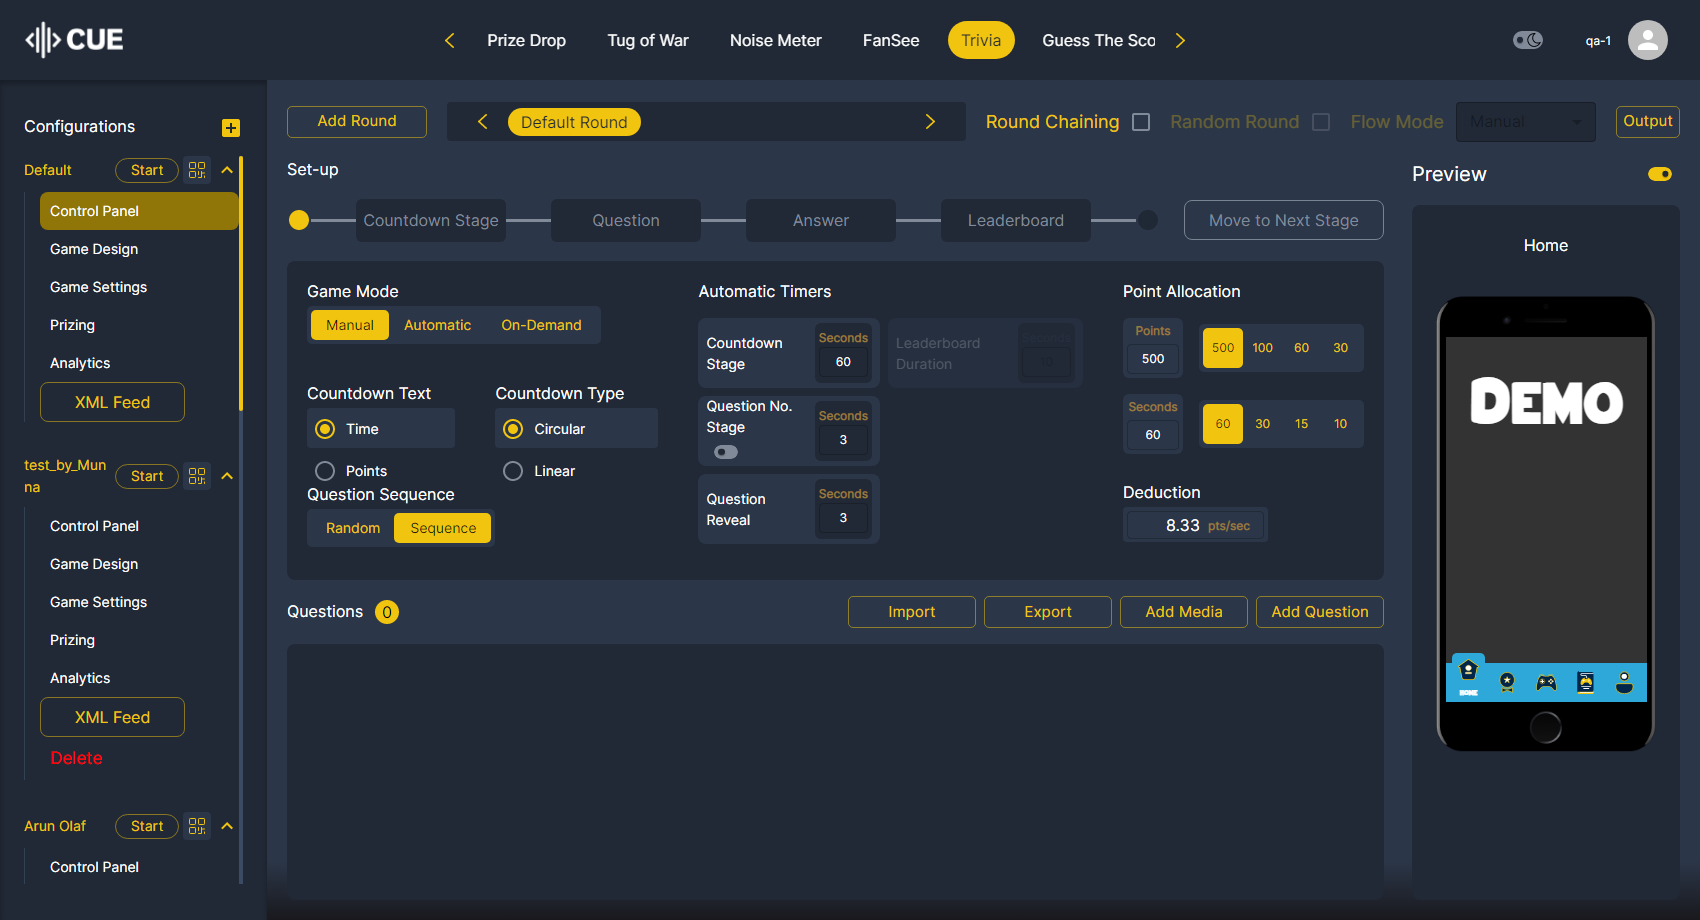 CUE
Prize Drop
Tug of War
Noise Meter
FanSee
Trivia
Guess The Sco
qa-1
Configurations
Default
Start
Control Panel
Game Design
Game Settings
Prizing
Analytics
XML Feed
test_by_Mun
na
Start
Control Panel
Game Design
Game Settings
Prizing
Analytics
XML Feed
Delete
Arun Olaf
Start
Control Panel
Add Round
Default Round
Round Chaining
Random Round
Flow Mode
Manual
Output
Set-up
Countdown Stage
Question
Answer
Leaderboard
Move to Next Stage
Game Mode
Manual
Automatic
On-Demand
Countdown Text
Time
Points
Countdown Type
Circular
Linear
Question Sequence
Random
Sequence
Automatic Timers
Countdown
Stage
Seconds
60
Leaderboard
Duration
Seconds
10
Question No.
Stage
Seconds
3
Question
Reveal
Seconds
3
Point Allocation
Points
500
500
100
60
30
Seconds
60
60
30
15
10
Deduction
8.33 pts/sec
Questions 0
Import
Export
Add Media
Add Question
Preview
Home
DEMO
HOME